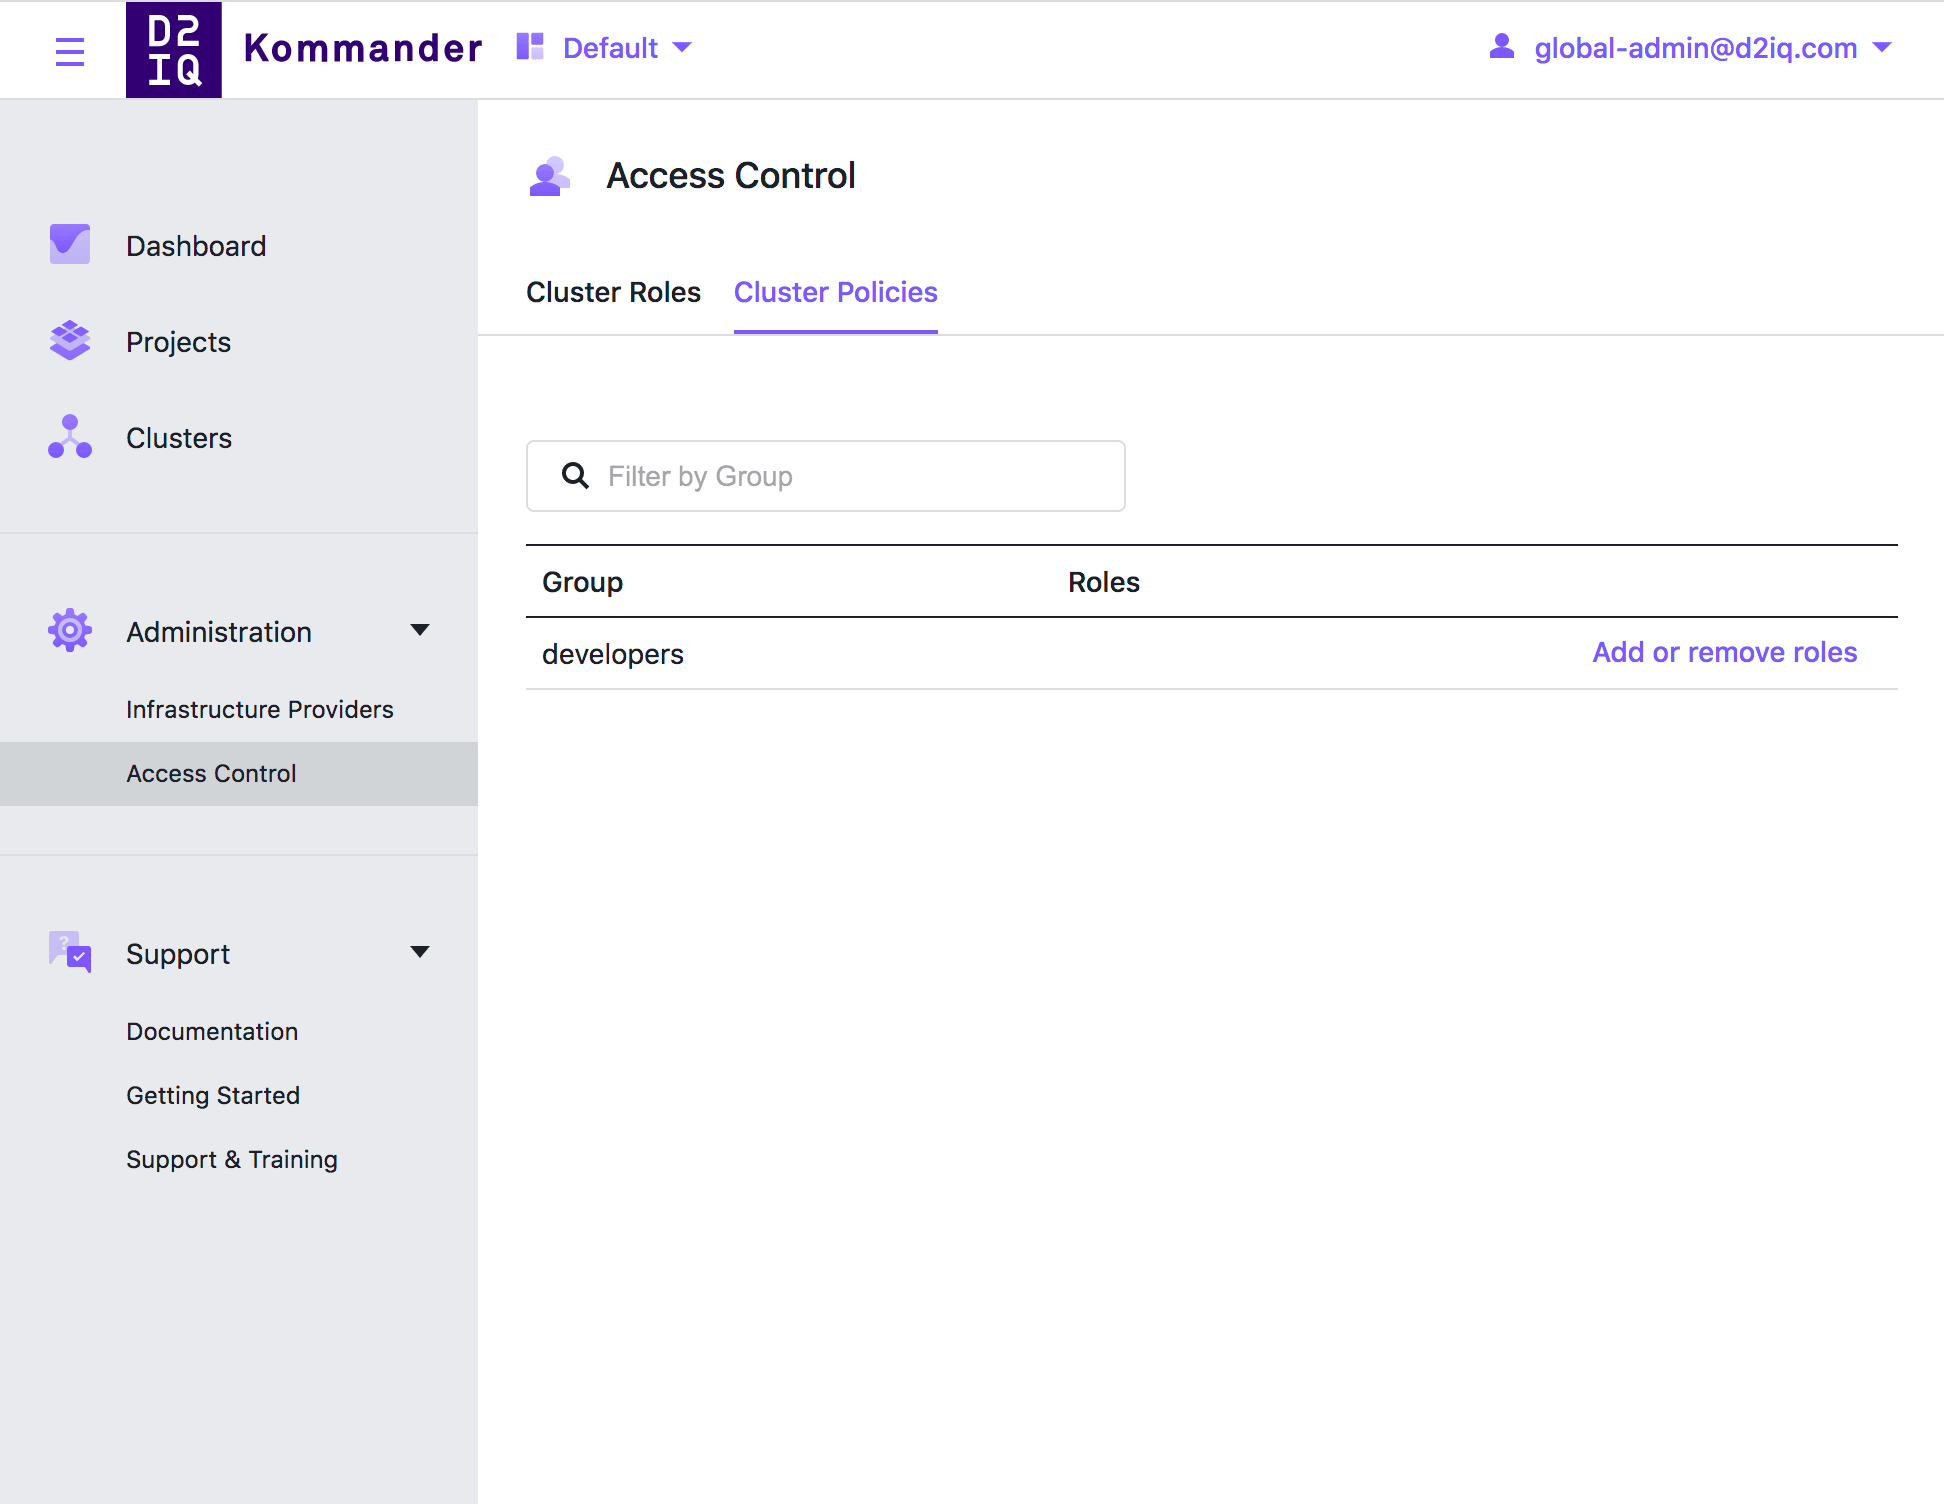 D2
IQ
Kommander
Default
global-admin@d2iq.com
Dashboard
Projects
Clusters
Administration
Infrastructure Providers
Access Control
?
Support
Documentation
Getting Started
Support & Training
Access Control
Cluster Roles
Cluster Policies
Filter by Group
Group
Roles
developers
Add or remove roles